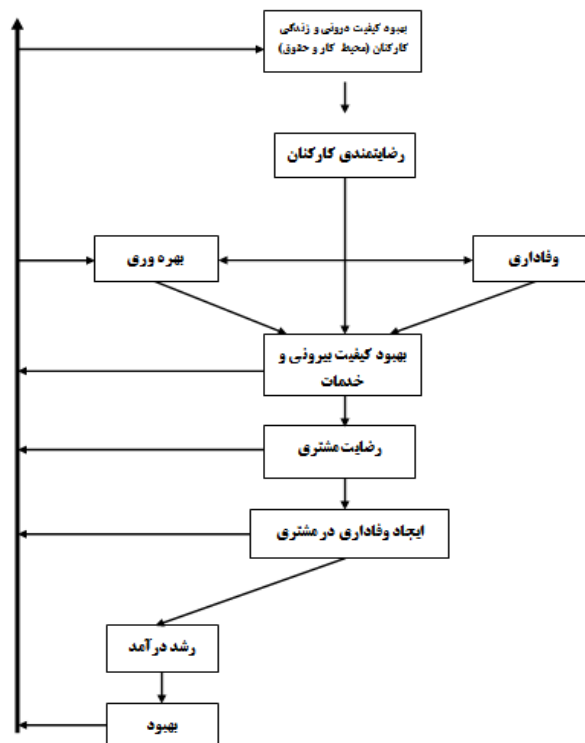 بهبود کیفیت درونی و زندگی
کارکنان (محیط کار و حقوق)
رضایتمندی کارکنان
وفاداری
بهره وری
بهبود کیفیت بیرونی و
خدمات
رضایت مشتری
ایجاد وفاداری در مشتری
رشد درآمد
بهبود